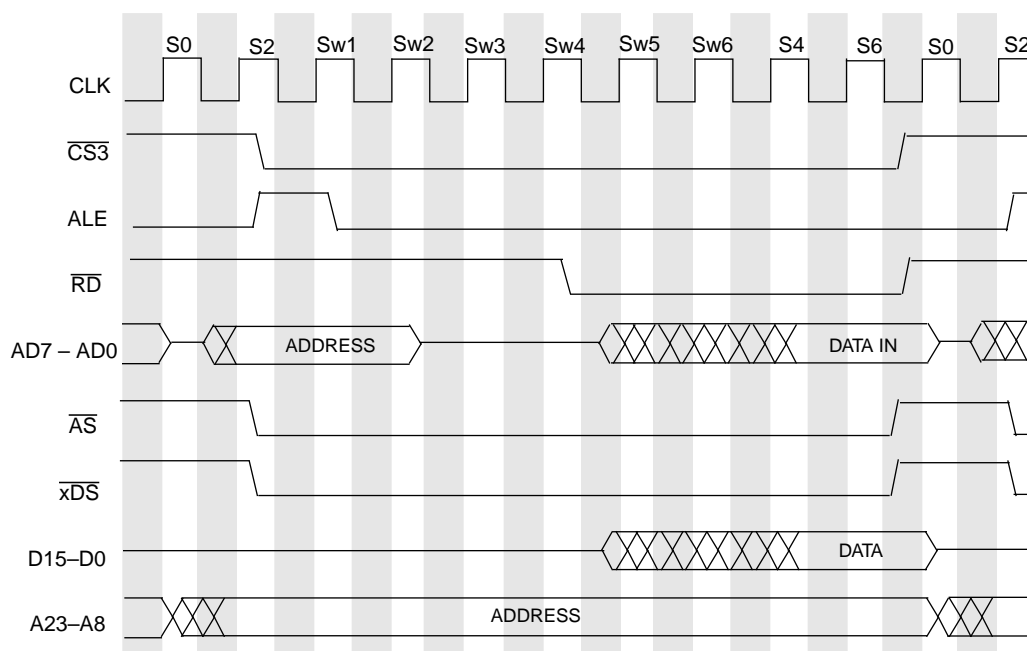 S0 S2 Sw1 Sw2 Sw3 Sw4 Sw5 Sw6 S4 S6 S0 S2
CLK
CS3
ALE
RD
AD7 – AD0 ADDRESS DATA IN
AS
xDS
D15–D0 DATA
A23–A8 ADDRESS